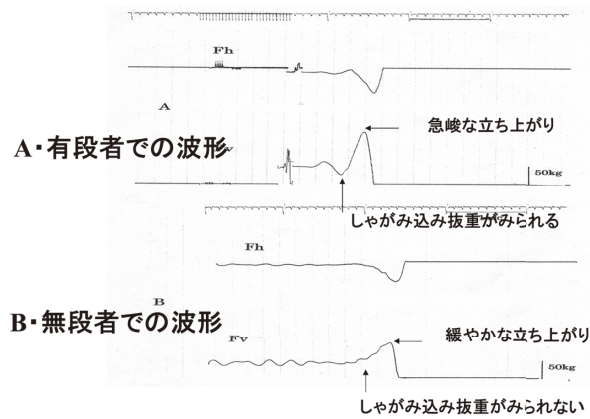 Fh
急峻な立ち上がり
A
A・有段者での波形
50kg
しゃがみ込み抜重がみられる
Fh
B
B・無段者での波形
Fv
緩やかな立ち上がり
50kg
しゃがみ込み抜重がみられない